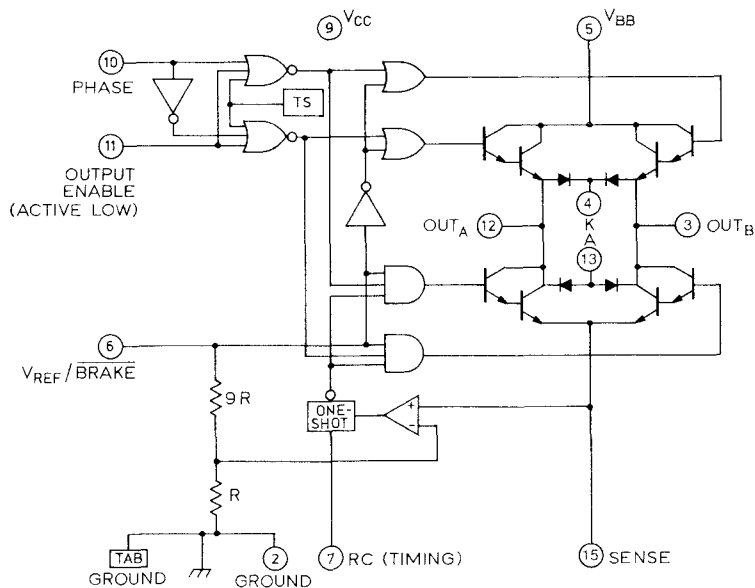 9 VCC
5 VBB
10
PHASE
TS
11
OUTPUT
ENABLE
(ACTIVE LOW)
4
K
OUTA 12
3 OUTB
A
13
6
VREF/BRAKE
9R
ONE-
SHOT
+
−
R
TAB
GROUND
2
GROUND
7 RC (TIMING)
15 SENSE